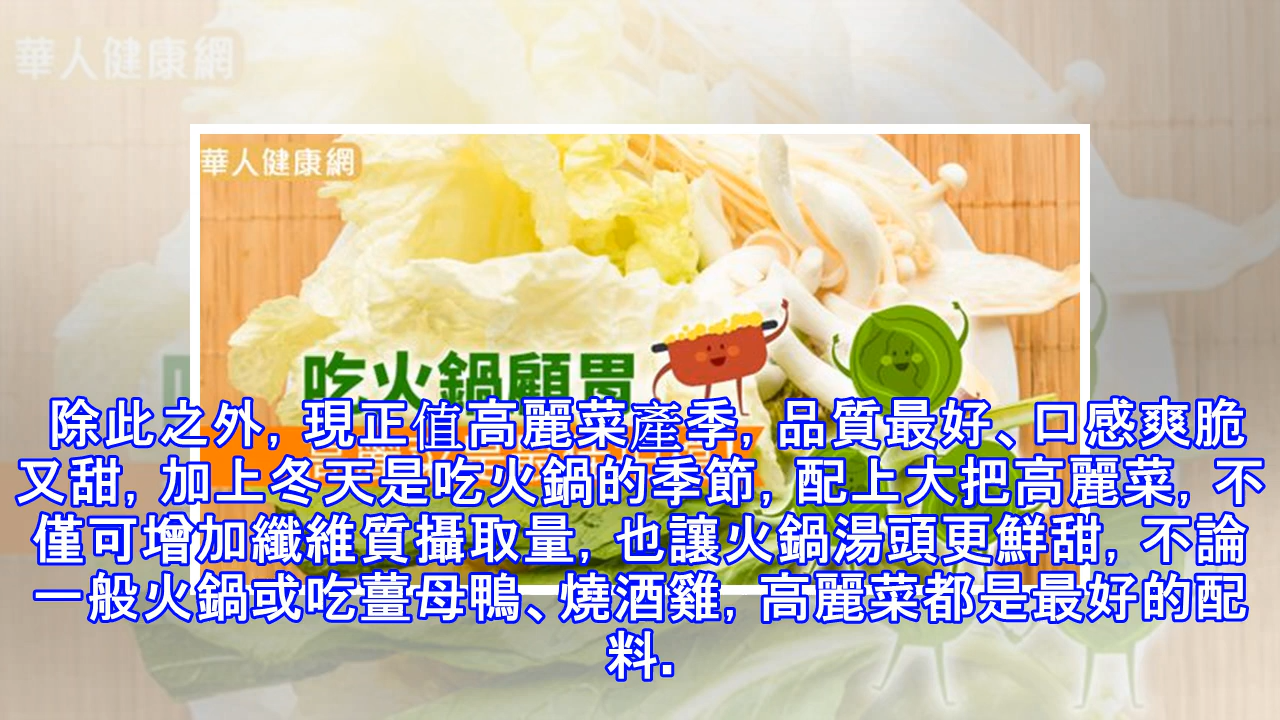 華人健康網
華人健康網
吃火鍋顧胃
除此之外, 現正值高麗菜產季, 品質最好、口感爽脆
又甜, 加上冬天是吃火鍋的季節, 配上大把高麗菜, 不
僅可增加纖維質攝取量, 也讓火鍋湯頭更鮮甜, 不論
一般火鍋或吃薑母鴨、燒酒雞, 高麗菜都是最好的配
料.